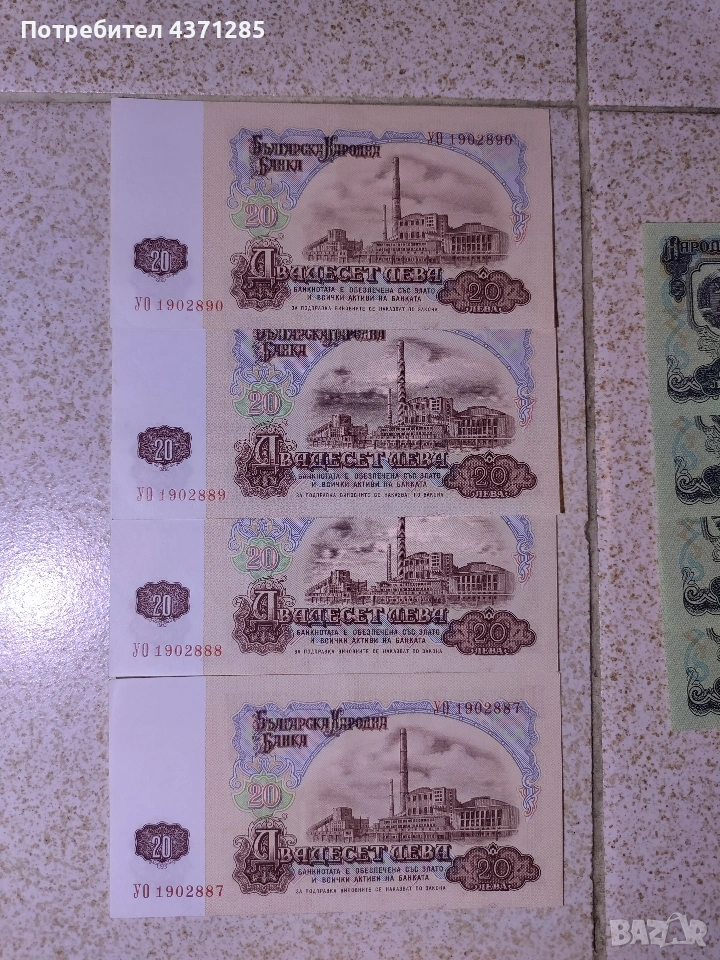 Потребител 4371285
УО 1902890
Българска Народна
Банка
20
20
Двадесет лева
20
ЛЕВА
БАНКНОТАТА Е ОБЕЗПЕЧЕНА СЪС ЗЛАТО
И ВСИЧКИ АКТИВИ НА БАНКАТА
ЗА ПОДПРАВКА ВИНОВНИТЕ СЕ НАКАЗВАТ ПО ЗАКОНА
УО 1902890
НАРОД
Българска Народна
Банка
20
20
Двадесет лева
20
ЛЕВА
БАНКНОТАТА Е ОБЕЗПЕЧЕНА СЪС ЗЛАТО
И ВСИЧКИ АКТИВИ НА БАНКАТА
ЗА ПОДПРАВКА ВИНОВНИТЕ СЕ НАКАЗВАТ ПО ЗАКОНА
УО 1902889
20
20
Двадесет лева
20
ЛЕВА
БАНКНОТАТА Е ОБЕЗПЕЧЕНА СЪС ЗЛАТО
И ВСИЧКИ АКТИВИ НА БАНКАТА
ЗА ПОДПРАВКА ВИНОВНИТЕ СЕ НАКАЗВАТ ПО ЗАКОНА
УО 1902888
УО 1902887
Българска Народна
Банка
20
20
Двадесет лева
20
ЛЕВА
БАНКНОТАТА Е ОБЕЗПЕЧЕНА СЪС ЗЛАТО
И ВСИЧКИ АКТИВИ НА БАНКАТА
ЗА ПОДПРАВКА ВИНОВНИТЕ СЕ НАКАЗВАТ ПО ЗАКОНА
УО 1902887
BAZAR